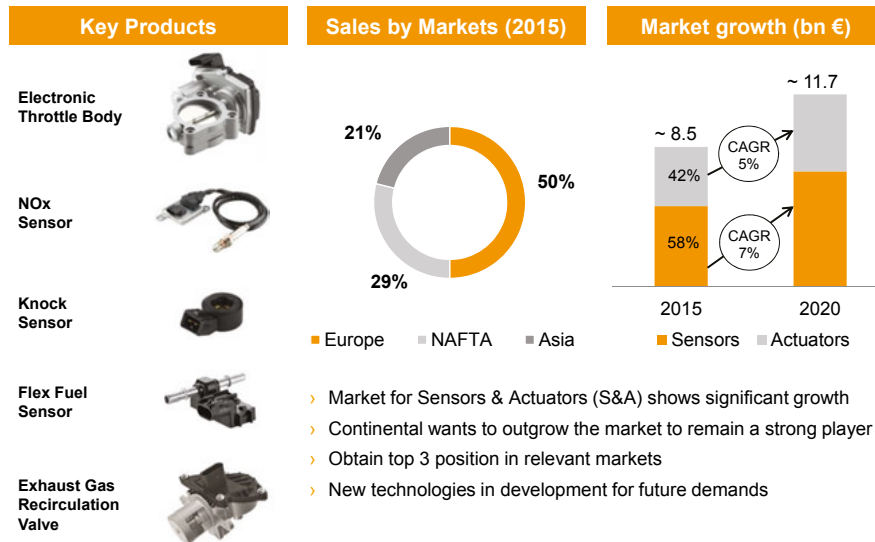 Key Products
Electronic
Throttle Body
NOx
Sensor
Knock
Sensor
Flex Fuel
Sensor
Exhaust Gas
Recirculation
Valve
Sales by Markets (2015)
21%
50%
29%
■ Europe ■ NAFTA ■ Asia
Market growth (bn €)
~ 11.7
~ 8.5
CAGR
5%
42%
CAGR
7%
58%
2015 2020
■ Sensors ■ Actuators
› Market for Sensors & Actuators (S&A) shows significant growth
› Continental wants to outgrow the market to remain a strong player
› Obtain top 3 position in relevant markets
› New technologies in development for future demands